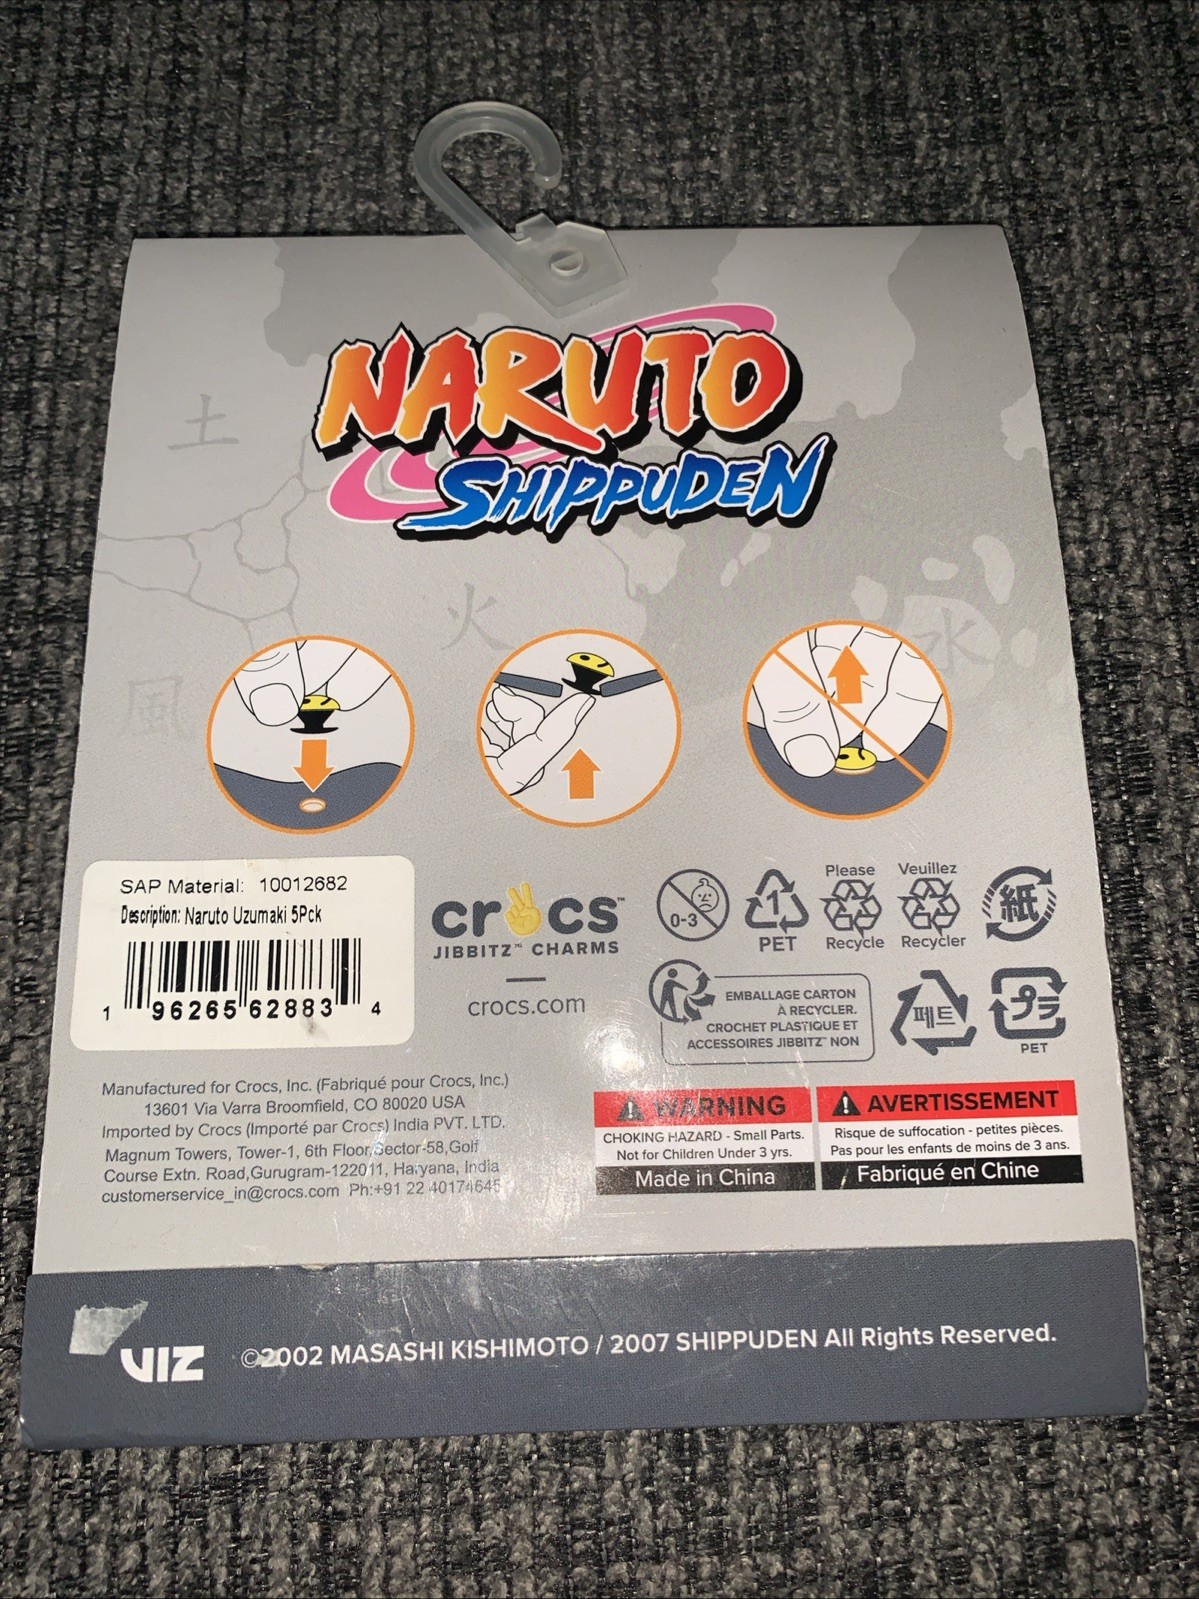 NARUTO
SHIPPUDEN
土
火
水
風
SAP Material: 10012682
Description: Naruto Uzumaki 5Pck
1 96265 62883 4
crocs™
JIBBITZ™ CHARMS
crocs.com
0-3
1
PET
Please
Recycle
Veuillez
Recycler
紙
EMBALLAGE CARTON
À RECYCLER.
CROCHET PLASTIQUE ET
ACCESSOIRES JIBBITZ™ NON
페트
プラ
PET
Manufactured for Crocs, Inc. (Fabriqué pour Crocs, Inc.)
13601 Via Varra Broomfield, CO 80020 USA
Imported by Crocs (Importé par Crocs) India PVT. LTD.
Magnum Towers, Tower-1, 6th Floor,Sector-58,Golf
Course Extn. Road,Gurugram-122011, Haryana, India
customerservice_in@crocs.com Ph:+91 22 40174645
WARNING
CHOKING HAZARD - Small Parts.
Not for Children Under 3 yrs.
Made in China
AVERTISSEMENT
Risque de suffocation - petites pièces.
Pas pour les enfants de moins de 3 ans.
Fabriqué en Chine
VIZ
©2002 MASASHI KISHIMOTO / 2007 SHIPPUDEN All Rights Reserved.